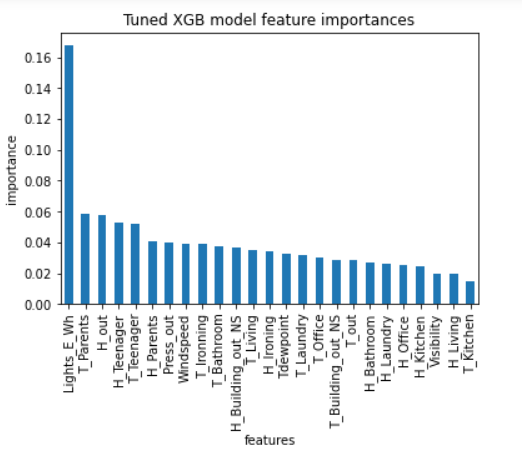 Tuned XGB model feature importances
importance
0.16
0.14
0.12
0.10
0.08
0.06
0.04
0.02
0.00
Lights_E_Wh
T_Parents
H_out
H_Teenager
T_Teenager
H_Parents
Press_out
Windspeed
T_Ironning
T_Bathroom
H_Building_out_NS
T_Living
H_Ironing
Tdewpoint
T_Laundry
T_Office
T_Building_out_NS
T_out
H_Bathroom
H_Laundry
H_Office
H_Kitchen
Visibility
H_Living
T_Kitchen
features